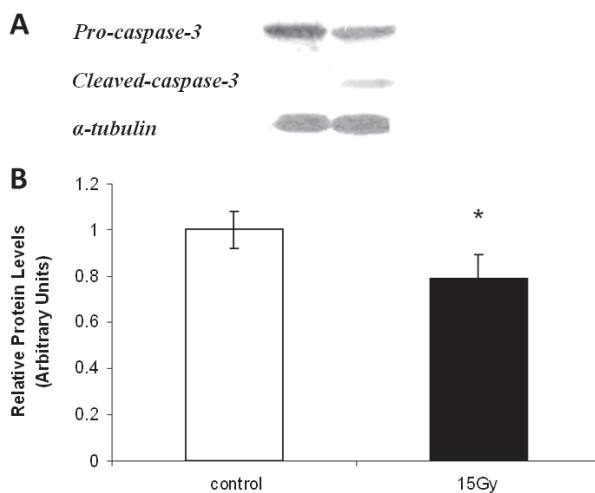 A
Pro-caspase-3
Cleaved-caspase-3
α-tubulin
B
Relative Protein Levels
(Arbitrary Units)
1.2
1
0.8
0.6
0.4
0.2
0
*
control
15Gy